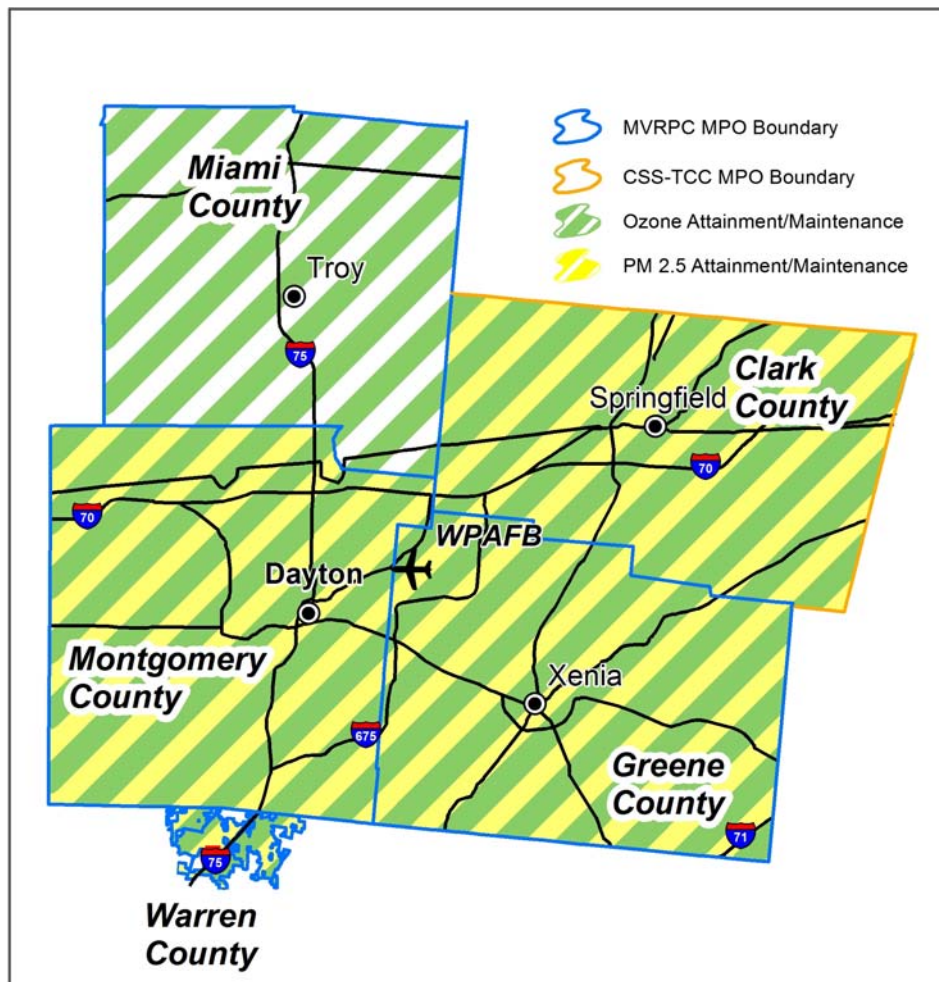 MVRPC MPO Boundary
CSS-TCC MPO Boundary
Ozone Attainment/Maintenance
PM 2.5 Attainment/Maintenance
Miami
County
Troy
75
Clark
County
Springfield
70
70
WPAFB
Dayton
Montgomery
County
Xenia
675
Greene
County
71
75
Warren
County